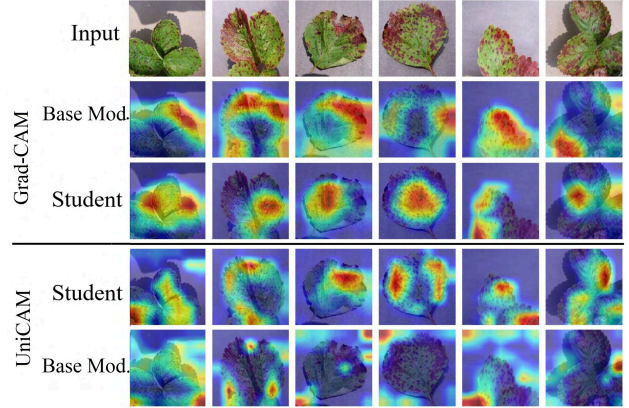 Input
Grad-CAM
Base Mod.
Student
UniCAM
Student
Base Mod.